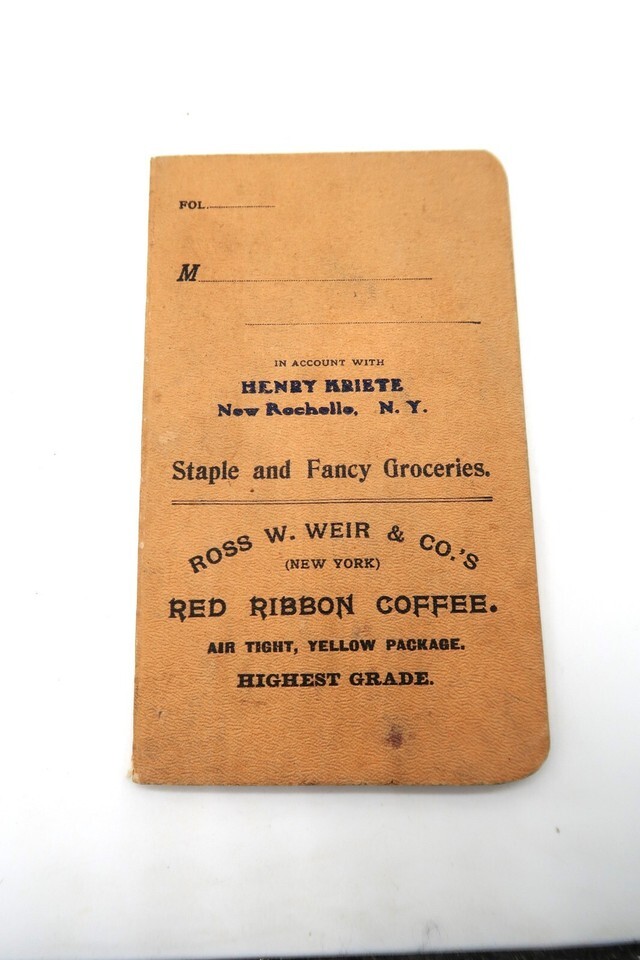 FOL.
M
IN ACCOUNT WITH
HENRY KRIETE
New Rochelle, N. Y.
Staple and Fancy Groceries.
ROSS W. WEIR & CO.'S
(NEW YORK)
RED RIBBON COFFEE.
AIR TIGHT, YELLOW PACKAGE.
HIGHEST GRADE.